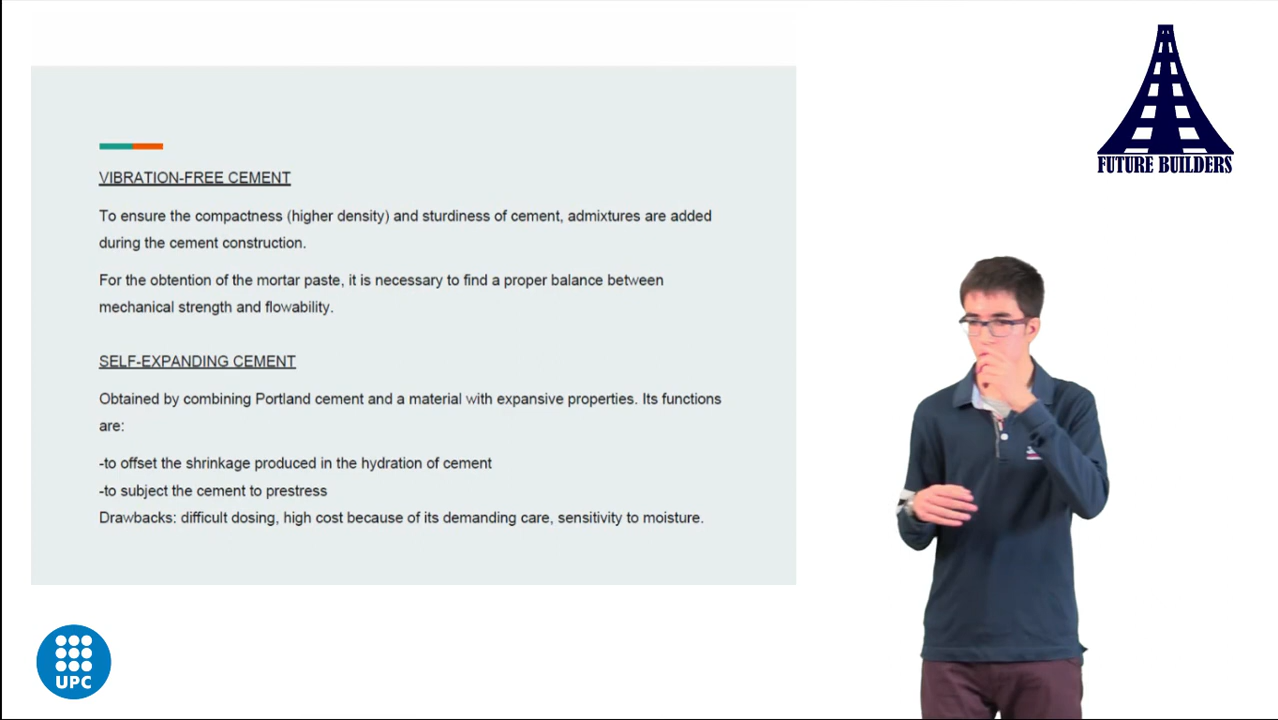 FUTURE BUILDERS
VIBRATION-FREE CEMENT
To ensure the compactness (higher density) and sturdiness of cement, admixtures are added
during the cement construction.
For the obtention of the mortar paste, it is necessary to find a proper balance between
mechanical strength and flowability.
SELF-EXPANDING CEMENT
Obtained by combining Portland cement and a material with expansive properties. Its functions
are:
-to offset the shrinkage produced in the hydration of cement
-to subject the cement to prestress
Drawbacks: difficult dosing, high cost because of its demanding care, sensitivity to moisture.
UPC